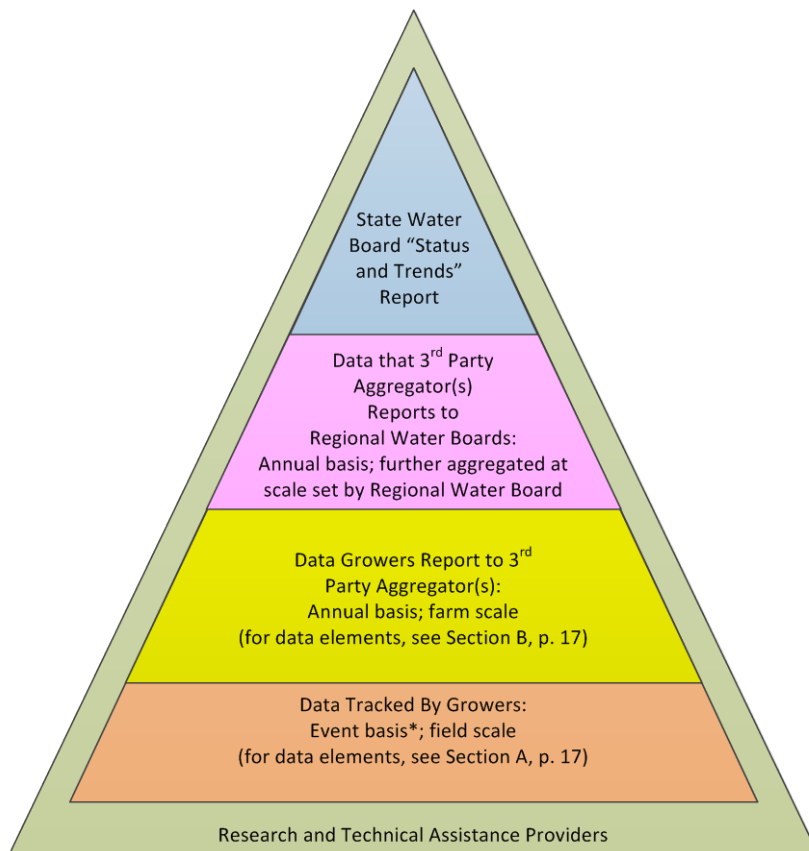 State Water
Board “Status
and Trends”
Report
Data that 3rd Party
Aggregator(s)
Reports to
Regional Water Boards:
Annual basis; further aggregated at
scale set by Regional Water Board
Data Growers Report to 3rd
Party Aggregator(s):
Annual basis; farm scale
(for data elements, see Section B, p. 17)
Data Tracked By Growers:
Event basis*; field scale
(for data elements, see Section A, p. 17)
Research and Technical Assistance Providers